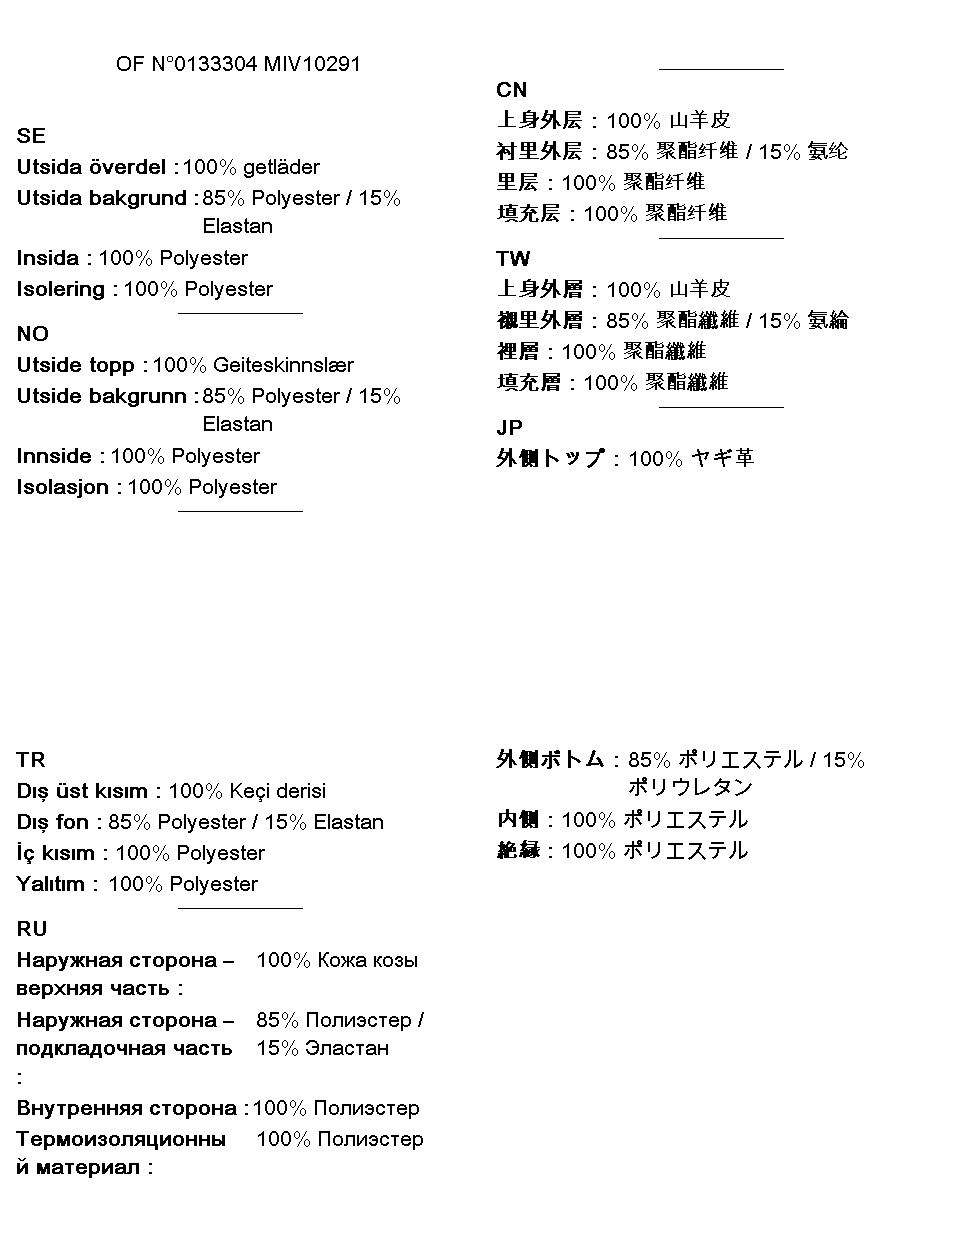 OF N°0133304 MIV10291
SE
Utsida överdel : 100% getläder
Utsida bakgrund : 85% Polyester / 15%
Elastan
Insida : 100% Polyester
Isolering : 100% Polyester
NO
Utside topp : 100% Geiteskinnslær
Utside bakgrunn : 85% Polyester / 15%
Elastan
Innside : 100% Polyester
Isolasjon : 100% Polyester
CN
上身外层 : 100% 山羊皮
衬里外层 : 85% 聚酯纤维 / 15% 氨纶
里层 : 100% 聚酯纤维
填充层 : 100% 聚酯纤维
TW
上身外層 : 100% 山羊皮
襯里外層 : 85% 聚酯纖維 / 15% 氨綸
裡層 : 100% 聚酯纖維
填充層 : 100% 聚酯纖維
JP
外側トップ : 100% ヤギ革
TR
Dış üst kısım : 100% Keçi derisi
Dış fon : 85% Polyester / 15% Elastan
İç kısım : 100% Polyester
Yalıtım : 100% Polyester
RU
Наружная сторона – 100% Кожа козы
верхняя часть :
Наружная сторона – 85% Полиэстер /
подкладочная часть 15% Эластан
:
Внутренняя сторона : 100% Полиэстер
Термоизоляционны 100% Полиэстер
й материал :
外側ボトム : 85% ポリエステル / 15%
ポリウレタン
内側 : 100% ポリエステル
絶縁 : 100% ポリエステル